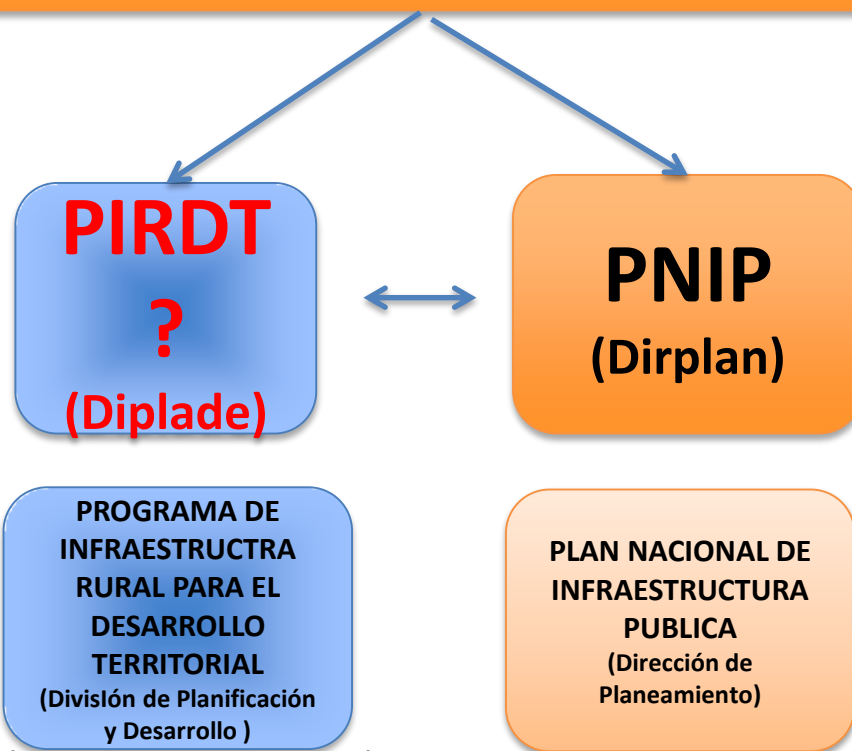 PIRDT
?
(Diplade)
PNIP
(Dirplan)
PROGRAMA DE
INFRAESTRUCTRA
RURAL PARA EL
DESARROLLO
TERRITORIAL
(DivisIón de Planificación
y Desarrollo )
PLAN NACIONAL DE
INFRAESTRUCTURA
PUBLICA
(Dirección de
Planeamiento)